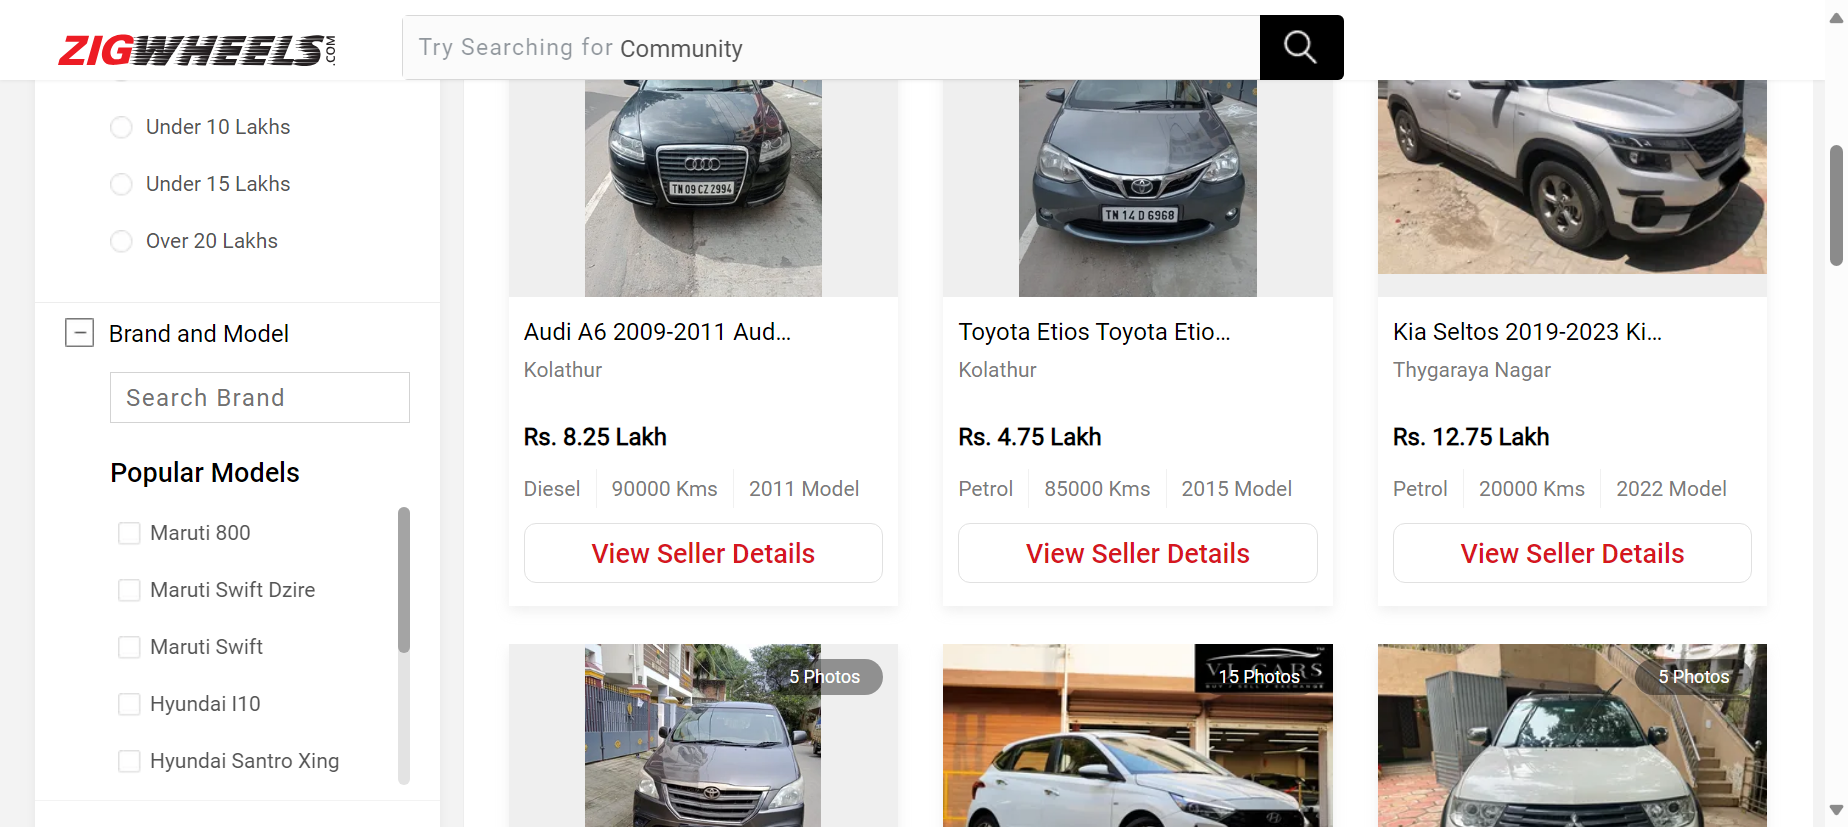 ZIGWHEELS.COM
Try Searching for Community
Under 10 Lakhs
Under 15 Lakhs
Over 20 Lakhs
Brand and Model
Search Brand
Popular Models
Maruti 800
Maruti Swift Dzire
Maruti Swift
Hyundai I10
Hyundai Santro Xing
TN 09 CZ 2994
Audi A6 2009-2011 Aud...
Kolathur
Rs. 8.25 Lakh
Diesel 90000 Kms 2011 Model
View Seller Details
TN 14 D 6968
Toyota Etios Toyota Etio...
Kolathur
Rs. 4.75 Lakh
Petrol 85000 Kms 2015 Model
View Seller Details
Kia Seltos 2019-2023 Ki...
Thygaraya Nagar
Rs. 12.75 Lakh
Petrol 20000 Kms 2022 Model
View Seller Details
5 Photos
15 Photos
CARS
BUY / SELL / EXCHANGE
5 Photos